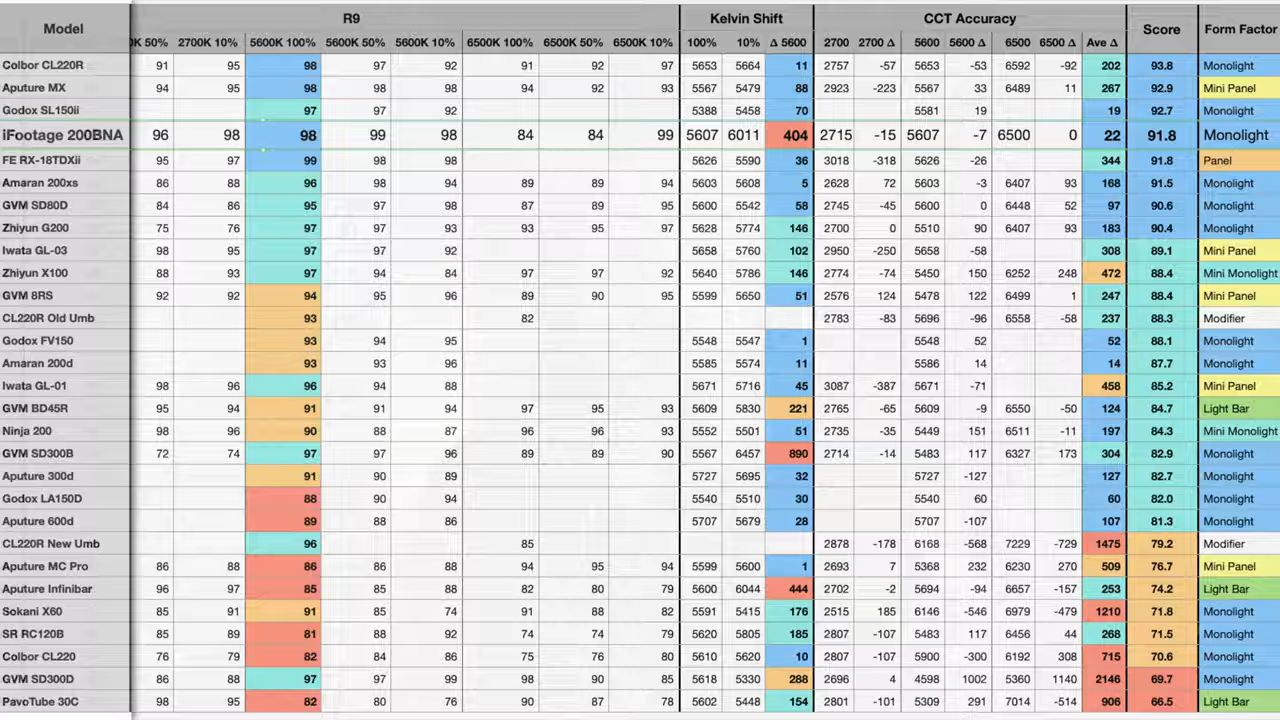 Model R9 Kelvin Shift CCT Accuracy Score Form Factor
0K 50% 2700K 10% 5600K 100% 5600K 50% 5600K 10% 6500K 100% 6500K 50% 6500K 10% 100% 10% Δ 5600 2700 2700 Δ 5600 5600 Δ 6500 6500 Δ Ave Δ
Colbor CL220R 91 95 98 97 92 91 92 97 5653 5664 11 2757 -57 5653 -53 6592 -92 202 93.8 Monolight
Aputure MX 94 95 98 98 98 94 92 93 5567 5479 88 2923 -223 5567 33 6489 11 267 92.9 Mini Panel
Godox SL150ii 97 97 92 5388 5458 70 5581 19 19 92.7 Monolight
iFootage 200BNA 96 98 98 99 98 84 84 99 5607 6011 404 2715 -15 5607 -7 6500 0 22 91.8 Monolight
FE RX-18TDXii 95 97 99 98 98 5626 5590 36 3018 -318 5626 -26 344 91.8 Panel
Amaran 200xs 86 88 96 98 94 89 89 94 5603 5608 5 2628 72 5603 -3 6407 93 168 91.5 Monolight
GVM SD80D 84 86 95 98 94 87 89 95 5600 5542 58 2745 -45 5600 0 6448 52 97 90.6 Monolight
Zhiyun G200 75 76 97 97 93 93 95 97 5628 5774 146 2700 0 5510 90 6407 93 183 90.4 Monolight
Iwata GL-03 98 95 97 97 92 5658 5760 102 2950 -250 5658 -58 308 89.1 Mini Panel
Zhiyun X100 88 93 97 94 84 97 97 92 5640 5786 146 2774 -74 5450 150 6252 248 472 88.4 Mini Monolight
GVM 8RS 92 92 94 95 96 89 90 95 5599 5650 51 2576 124 5478 122 6499 1 247 88.4 Mini Panel
CL220R Old Umb 93 82 2783 -83 5696 -96 6558 -58 237 88.3 Modifier
Godox FV150 93 94 95 5548 5547 1 5548 52 52 88.1 Monolight
Amaran 200d 93 93 96 5585 5574 11 5586 14 14 87.7 Monolight
Iwata GL-01 98 96 96 94 88 5671 5716 45 3087 -387 5671 -71 458 85.2 Mini Panel
GVM BD45R 95 94 91 91 94 97 95 93 5609 5830 221 2765 -65 5609 -9 6550 -50 124 84.7 Light Bar
Ninja 200 98 96 90 88 87 96 96 93 5552 5501 51 2735 -35 5449 151 6511 -11 197 84.3 Mini Monolight
GVM SD300B 72 74 97 97 96 89 89 90 5567 6457 890 2714 -14 5483 117 6327 173 304 82.9 Monolight
Aputure 300d 91 90 89 5727 5695 32 5727 -127 127 82.7 Monolight
Godox LA150D 88 90 94 5540 5510 30 5540 60 60 82.0 Monolight
Aputure 600d 89 88 86 5707 5679 28 5707 -107 107 81.3 Monolight
CL220R New Umb 96 85 2878 -178 6168 -568 7229 -729 1475 79.2 Modifier
Aputure MC Pro 86 88 86 88 88 94 95 94 5599 5600 1 2693 7 5368 232 6230 270 509 76.7 Mini Panel
Aputure Infinibar 96 97 85 85 88 82 80 79 5600 6044 444 2702 -2 5694 -94 6657 -157 253 74.2 Light Bar
Sokani X60 85 91 91 85 74 91 88 82 5591 5415 176 2515 185 6146 -546 6979 -479 1210 71.8 Monolight
SR RC120B 85 89 81 88 92 74 74 79 5620 5805 185 2807 -107 5483 117 6456 44 268 71.5 Monolight
Colbor CL220 76 79 82 84 86 75 76 80 5610 5620 10 2807 -107 5900 -300 6192 308 715 70.6 Monolight
GVM SD300D 86 88 97 97 99 98 90 85 5618 5330 288 2696 4 4598 1002 5360 1140 2146 69.7 Monolight
PavoTube 30C 98 95 82 80 76 90 87 78 5602 5448 154 2801 -101 5309 291 7014 -514 906 66.5 Light Bar